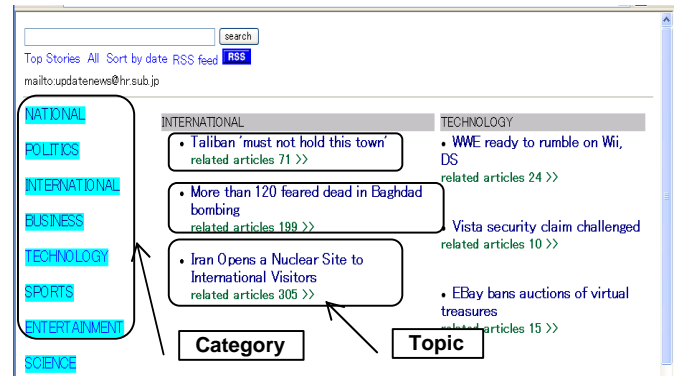 search
Top Stories All Sort by date RSS feed RSS
mailto:updatenews@hr.sub.jp
NATIONAL
POLITICS
INTERNATIONAL
BUSINESS
TECHNOLOGY
SPORTS
ENTERTAINMENT
SCIENCE
INTERNATIONAL
• Taliban 'must not hold this town'
related articles 71 >>
• More than 120 feared dead in Baghdad
bombing
related articles 199 >>
• Iran Opens a Nuclear Site to
International Visitors
related articles 305 >>
TECHNOLOGY
• WWE ready to rumble on Wii,
DS
related articles 24 >>
• Vista security claim challenged
related articles 10 >>
• EBay bans auctions of virtual
treasures
related articles 15 >>
Category
Topic